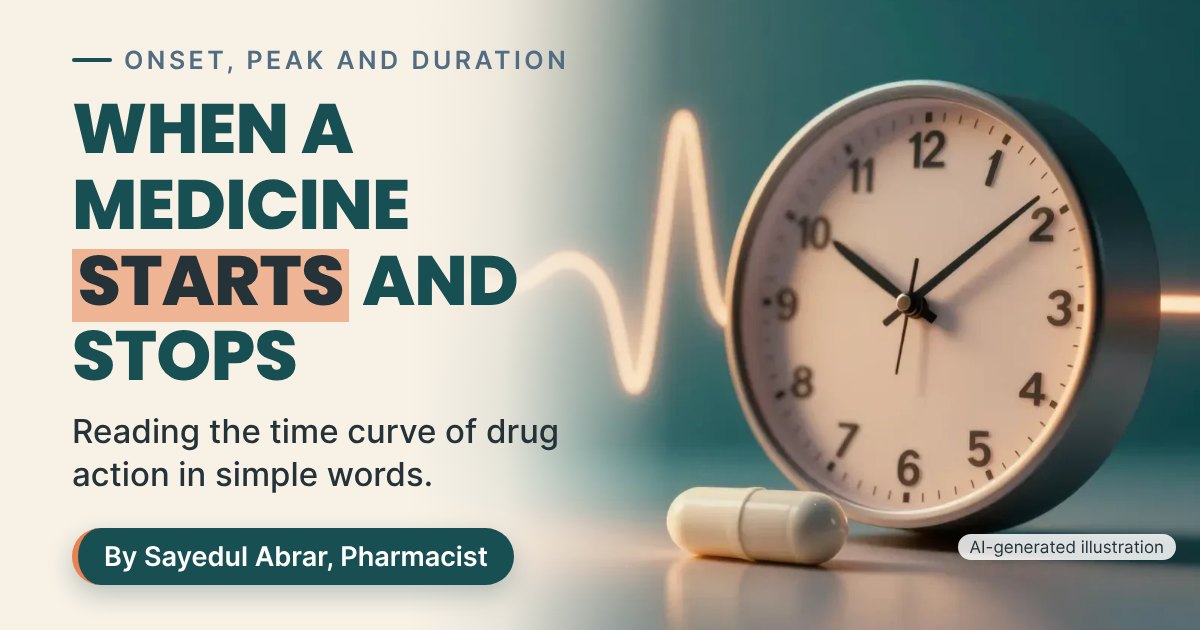 ONSET, PEAK AND DURATION
WHEN A
MEDICINE
STARTS AND
STOPS
Reading the time curve of drug
action in simple words.
By Sayedul Abrar, Pharmacist
12
1
2
3
4
5
6
7
8
9
10
11
AI-generated illustration